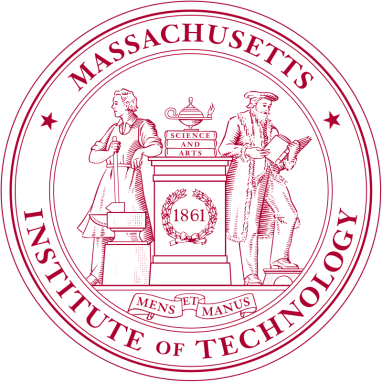 MASSACHUSETTS
SCIENCE
AND
ARTS
1861
MENS ET MANUS
INSTITUTE OF TECHNOLOGY